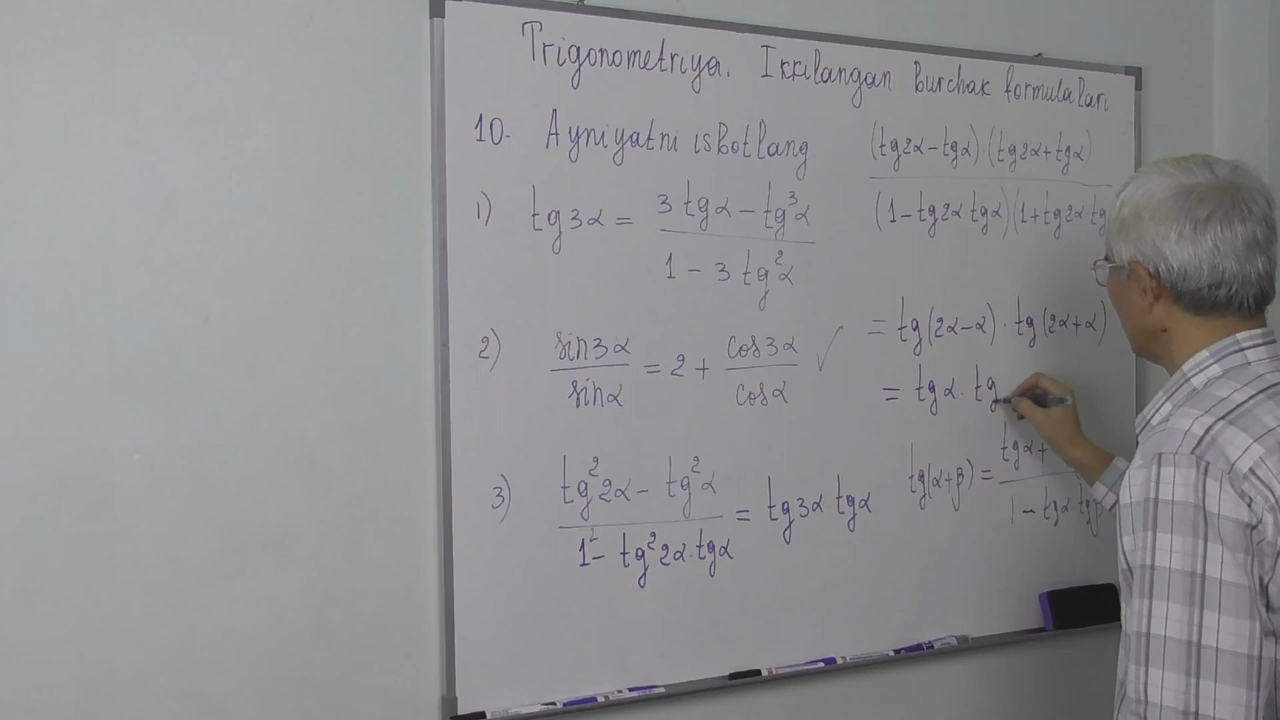 Trigonometriya. Ikkilangan burchak formulalari
10. Ayniyatni isbotlang
1) tg3α = (3tgα − tg³α) / (1 − 3tg²α)
2) sin3α / sinα = 2 + cos3α / cosα ✓
3) (tg²2α − tg²α) / (1² − tg²2α·tgα) = tg3α tgα
(tg2α − tgα)·(tg2α + tgα)
(1 − tg2α tgα)(1 + tg2α·tg
= tg(2α−α)·tg(2α+α)
= tgα·tg
tg(α+β) = (tgα+ / 1 − tgα·tgβ